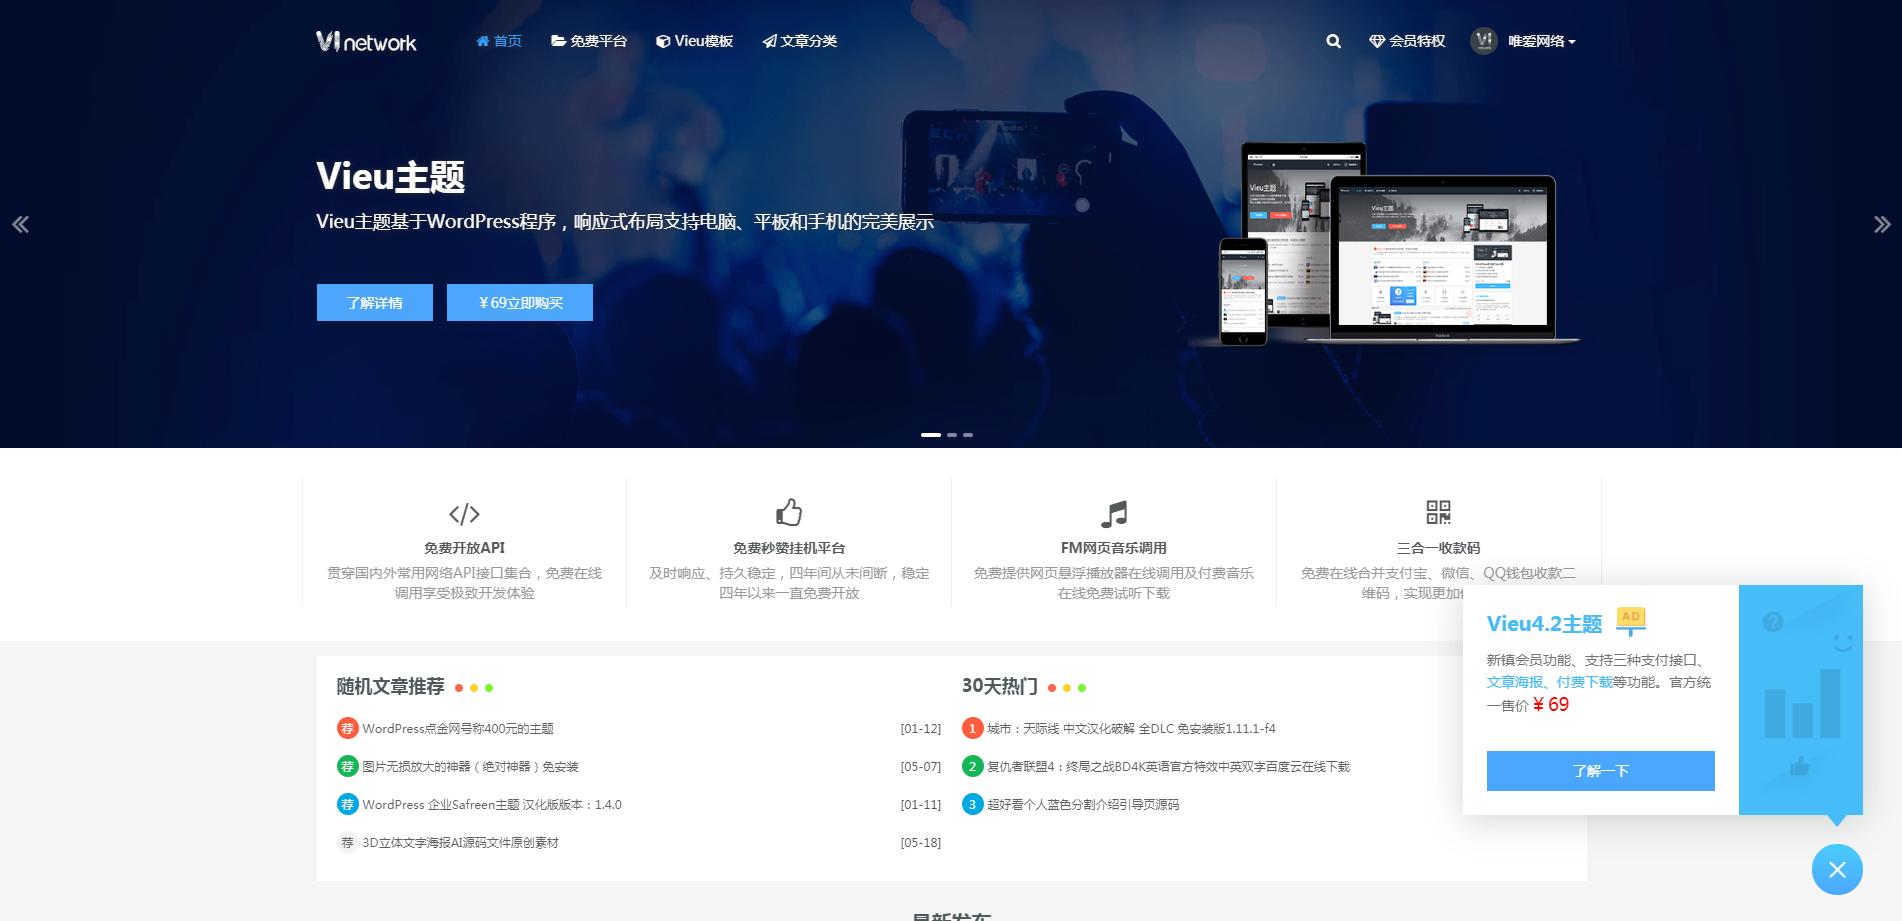 VI network
首页
免费平台
Vieu模板
文章分类
会员特权
唯爱网络
Vieu主题
Vieu主题基于WordPress程序，响应式布局支持电脑、平板和手机的完美展示
了解详情
￥69立即购买
免费开放API
贯穿国内外常用网络API接口集合，免费在线
调用享受极致开发体验
免费秒赞挂机平台
及时响应、持久稳定，四年间从未间断，稳定
四年以来一直免费开放
FM网页音乐调用
免费提供网页悬浮播放器在线调用及付费音乐
在线免费试听下载
三合一收款码
免费在线合并支付宝、微信、QQ钱包收款二
维码，实现更加
随机文章推荐
荐 WordPress点金网号称400元的主题 [01-12]
荐 图片无损放大的神器（绝对神器）免安装 [05-07]
荐 WordPress 企业Safreen主题 汉化版版本：1.4.0 [01-11]
荐 3D立体文字海报AI源码文件原创素材 [05-18]
30天热门
1 城市：天际线 中文汉化破解 全DLC 免安装版1.11.1-f4
2 复仇者联盟4：终局之战BD4K英语官方特效中英双字百度云在线下载
3 超好看个人蓝色分割介绍引导页源码
Vieu4.2主题
AD
新镇会员功能、支持三种支付接口、
文章海报、付费下载等功能。官方统
一售价￥69
了解一下
最新发布